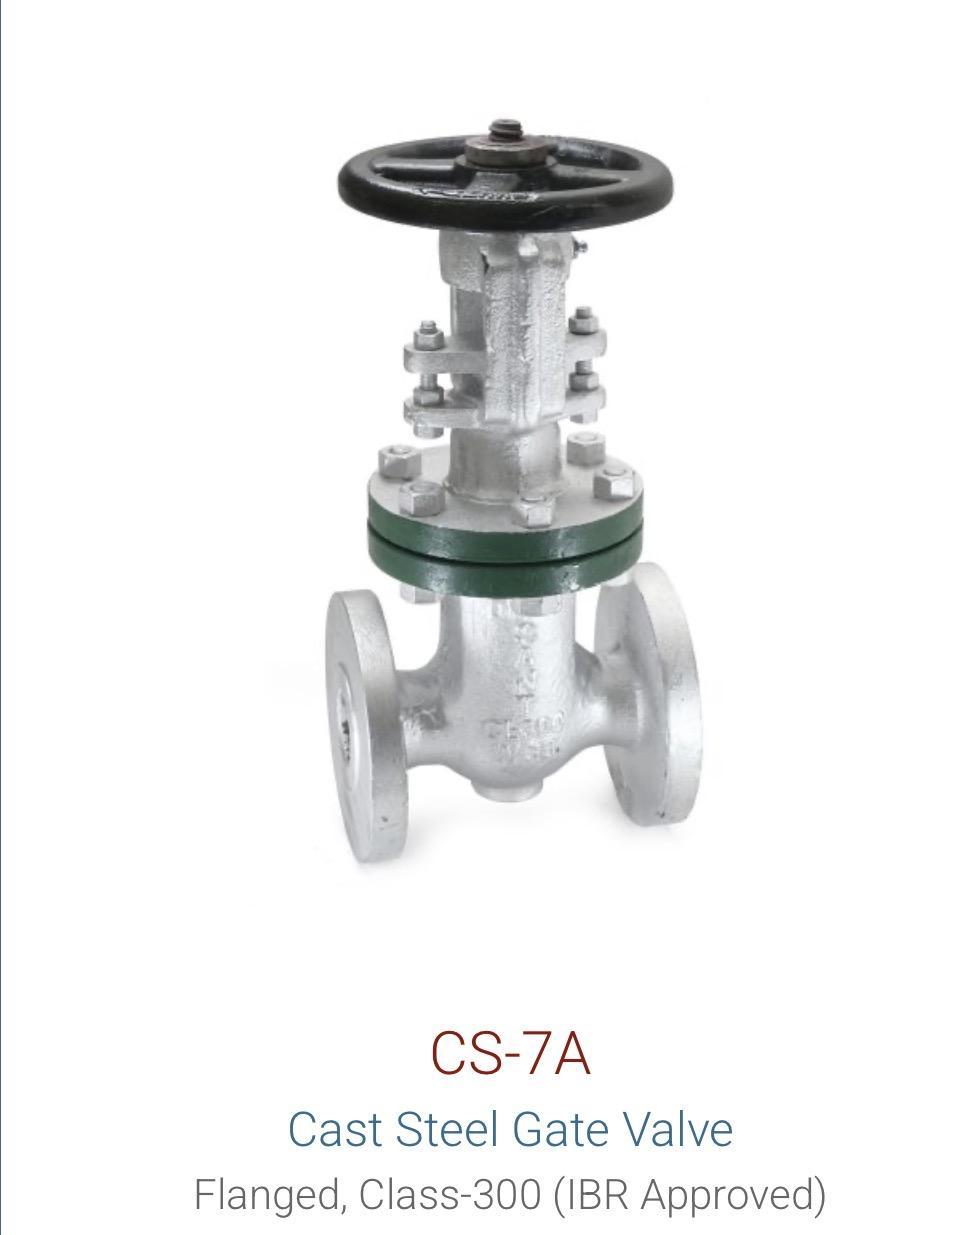 CS-7A
Cast Steel Gate Valve
Flanged, Class-300 (IBR Approved)